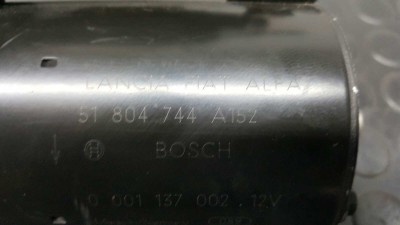 LANCIA FIAT ALFA
51 804 744 A152
BOSCH
0 001 137 002 . 12V